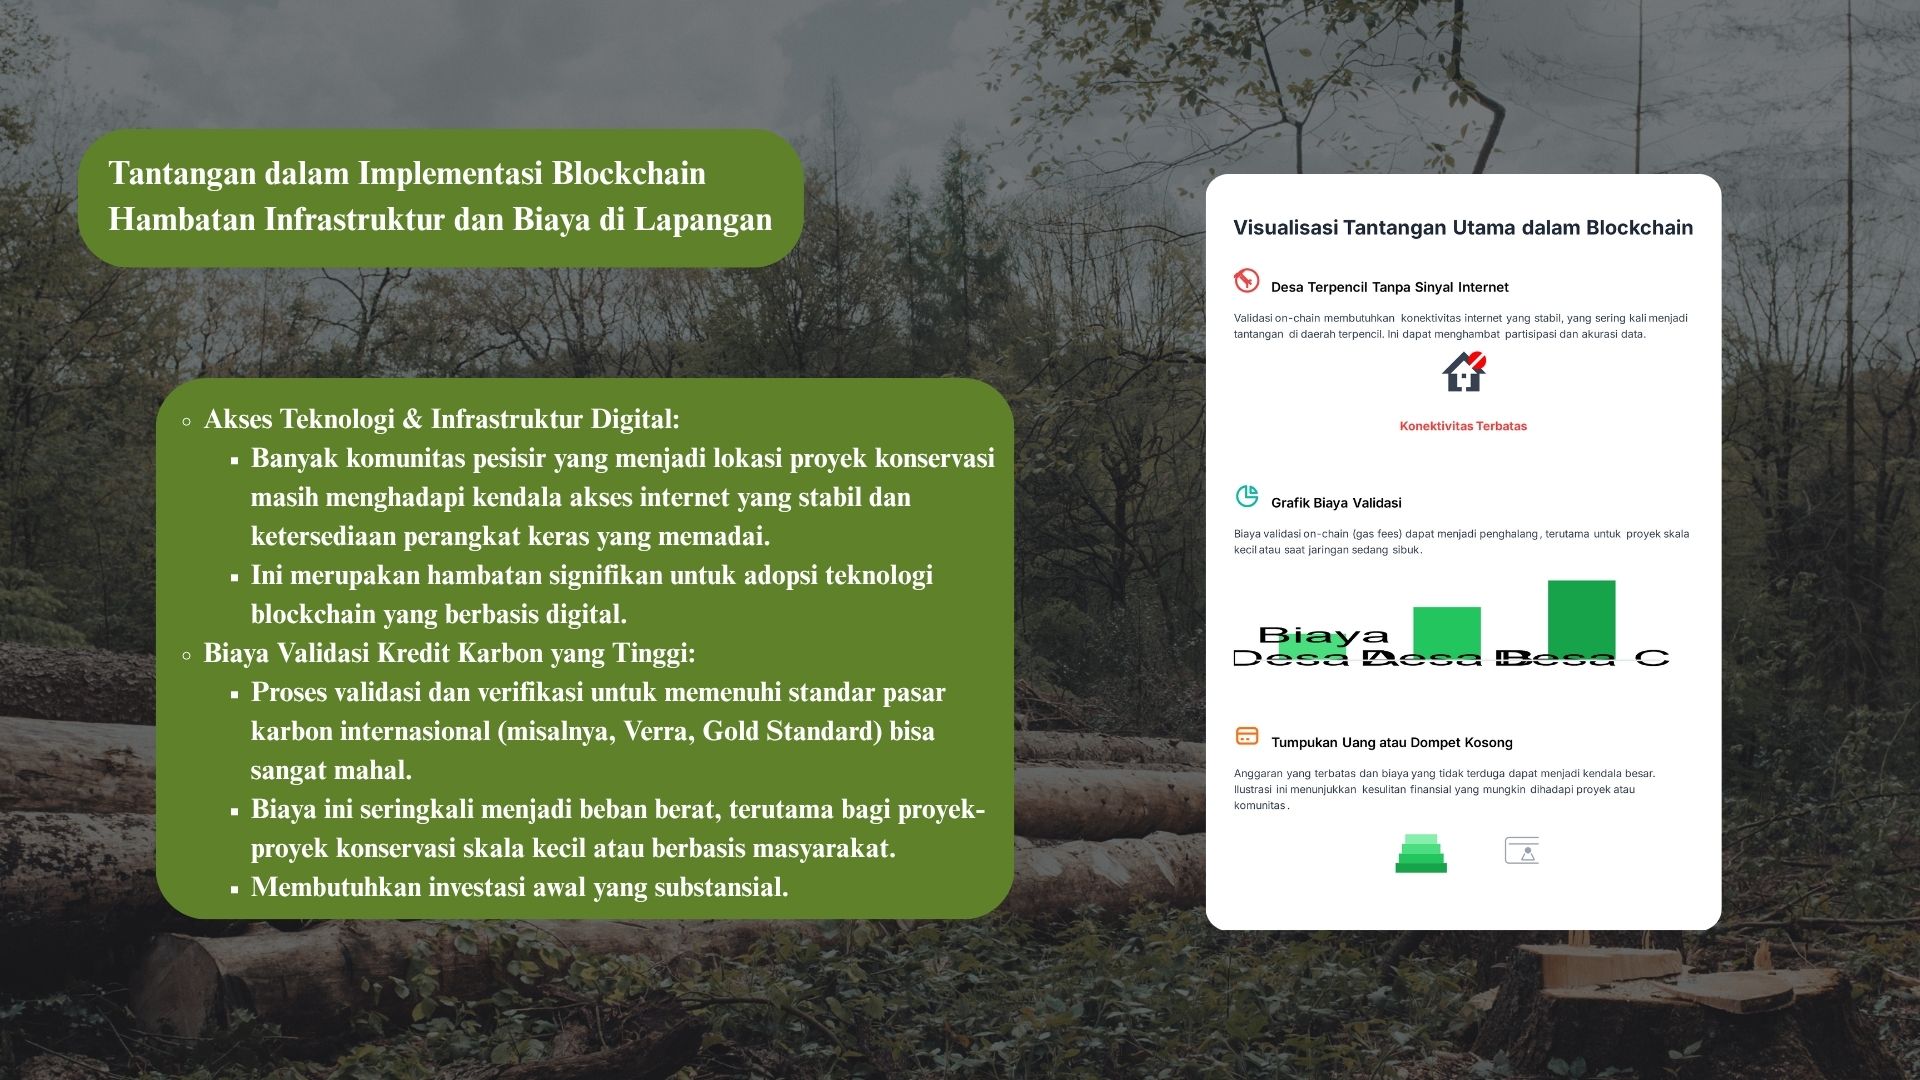 Tantangan dalam Implementasi Blockchain
Hambatan Infrastruktur dan Biaya di Lapangan
Akses Teknologi & Infrastruktur Digital:
Banyak komunitas pesisir yang menjadi lokasi proyek konservasi
masih menghadapi kendala akses internet yang stabil dan
ketersediaan perangkat keras yang memadai.
Ini merupakan hambatan signifikan untuk adopsi teknologi
blockchain yang berbasis digital.
Biaya Validasi Kredit Karbon yang Tinggi:
Proses validasi dan verifikasi untuk memenuhi standar pasar
karbon internasional (misalnya, Verra, Gold Standard) bisa
sangat mahal.
Biaya ini seringkali menjadi beban berat, terutama bagi proyek-
proyek konservasi skala kecil atau berbasis masyarakat.
Membutuhkan investasi awal yang substansial.
Visualisasi Tantangan Utama dalam Blockchain
Desa Terpencil Tanpa Sinyal Internet
Validasi on-chain membutuhkan konektivitas internet yang stabil, yang sering kali menjadi
tantangan di daerah terpencil. Ini dapat menghambat partisipasi dan akurasi data.
Konektivitas Terbatas
Grafik Biaya Validasi
Biaya validasi on-chain (gas fees) dapat menjadi penghalang, terutama untuk proyek skala
kecil atau saat jaringan sedang sibuk.
Biaya
Desa A Desa B Desa C
Tumpukan Uang atau Dompet Kosong
Anggaran yang terbatas dan biaya yang tidak terduga dapat menjadi kendala besar.
Ilustrasi ini menunjukkan kesulitan finansial yang mungkin dihadapi proyek atau
komunitas.